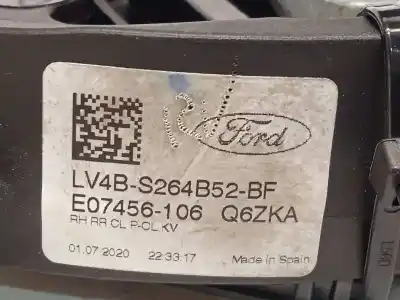 Ford
LV4B-S264B52-BF
E07456-106 Q6ZKA
RH RR CL P-CL KV
01.07.2020 22:33:17 Made in Spain